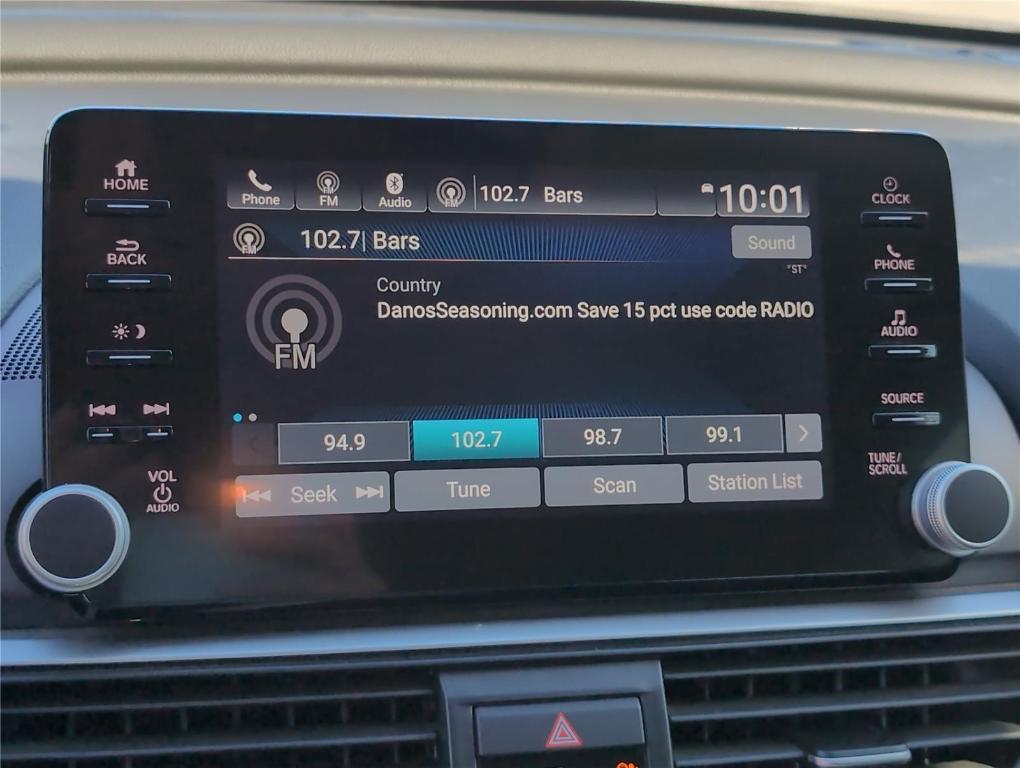 HOME
BACK
VOL
AUDIO
Phone
FM
Audio
FM
102.7 Bars
10:01
FM
102.7| Bars
Sound
"ST"
Country
DanosSeasoning.com Save 15 pct use code RADIO
FM
94.9
102.7
98.7
99.1
Seek
Tune
Scan
Station List
CLOCK
PHONE
AUDIO
SOURCE
TUNE/
SCROLL